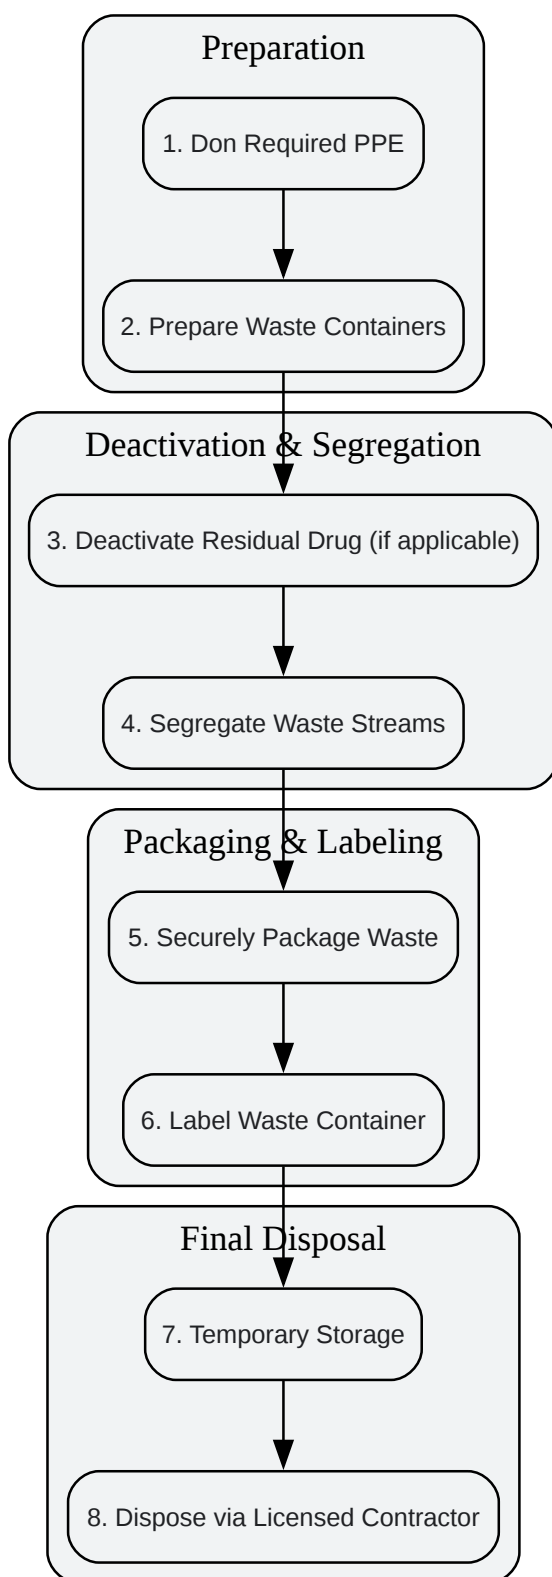 Preparation
1. Don Required PPE
2. Prepare Waste Containers
Deactivation & Segregation
3. Deactivate Residual Drug (if applicable)
4. Segregate Waste Streams
Packaging & Labeling
5. Securely Package Waste
6. Label Waste Container
Final Disposal
7. Temporary Storage
8. Dispose via Licensed Contractor